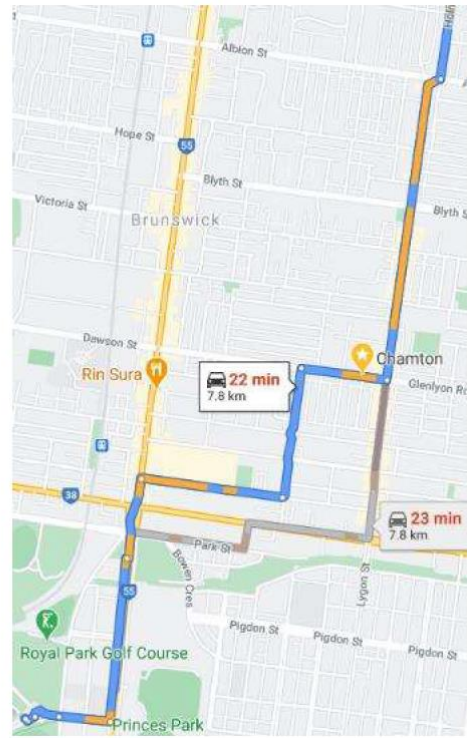 Holm
Albion St
A
Hope St
55
Blyth St
Victoria St
Blyth S
Brunswick
Dawson St
Chamton
Rin Sura
22 min
7.8 km
Glenlyon Ro
38
23 min
7.8 km
Park St
Bowen Cres
55
Lygon St
Pigdon St
Pigdon St
Pigdon St
Royal Park Golf Course
Princes Park